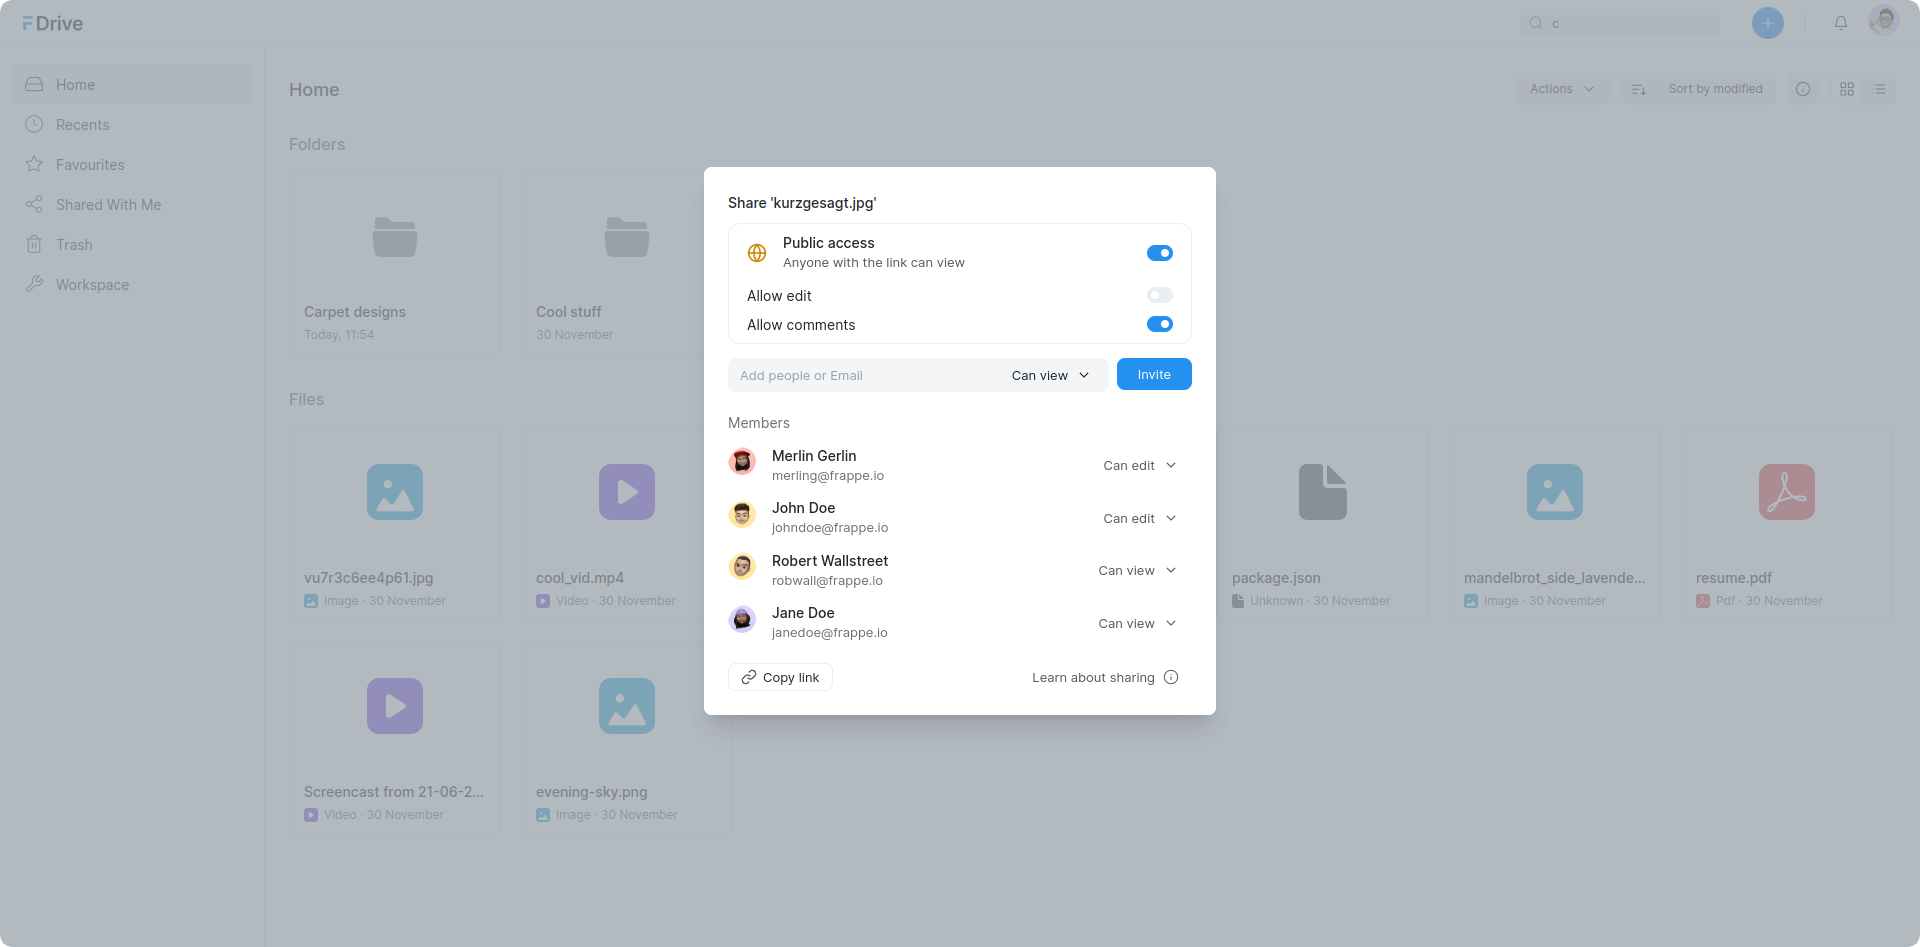 Drive
c
Home
Recents
Favourites
Shared With Me
Trash
Workspace
Home
Actions
Sort by modified
Folders
Carpet designs
Today, 11:54
Cool stuff
30 November
Files
vu7r3c6ee4p61.jpg
Image · 30 November
cool_vid.mp4
Video · 30 November
package.json
Unknown · 30 November
mandelbrot_side_lavende...
Image · 30 November
resume.pdf
Pdf · 30 November
Screencast from 21-06-2...
Video · 30 November
evening-sky.png
Image · 30 November
Share 'kurzgesagt.jpg'
Public access
Anyone with the link can view
Allow edit
Allow comments
Add people or Email
Can view
Invite
Members
Merlin Gerlin
merling@frappe.io
Can edit
John Doe
johndoe@frappe.io
Can edit
Robert Wallstreet
robwall@frappe.io
Can view
Jane Doe
janedoe@frappe.io
Can view
Copy link
Learn about sharing